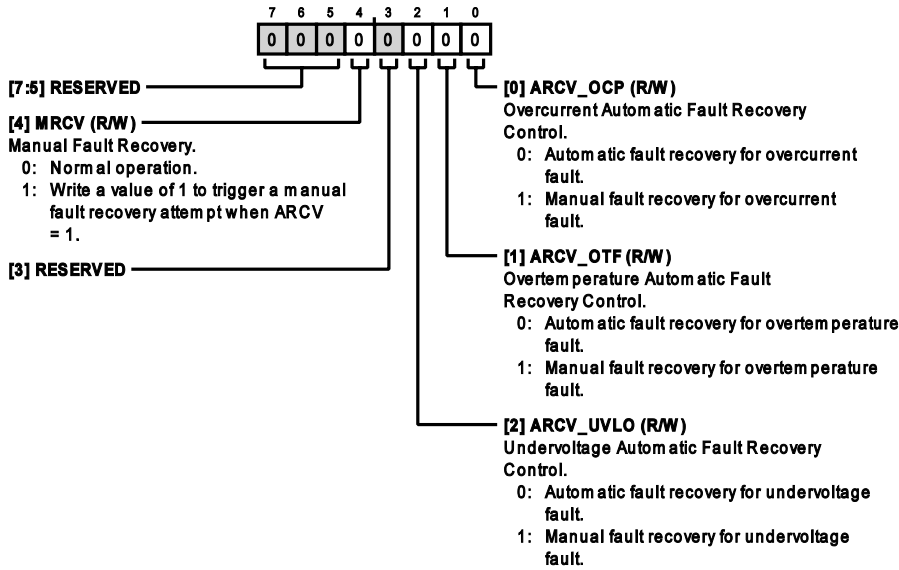 7 6 5 4 3 2 1 0
0 0 0 0 0 0 0 0
[7:5] RESERVED
[4] MRCV (R/W)
Manual Fault Recovery.
0: Normal operation.
1: Write a value of 1 to trigger a manual
fault recovery attempt when ARCV
= 1.
[3] RESERVED
[0] ARCV_OCP (R/W)
Overcurrent Automatic Fault Recovery
Control.
0: Automatic fault recovery for overcurrent
fault.
1: Manual fault recovery for overcurrent
fault.
[1] ARCV_OTF (R/W)
Overtemperature Automatic Fault
Recovery Control.
0: Automatic fault recovery for overtemperature
fault.
1: Manual fault recovery for overtemperature
fault.
[2] ARCV_UVLO (R/W)
Undervoltage Automatic Fault Recovery
Control.
0: Automatic fault recovery for undervoltage
fault.
1: Manual fault recovery for undervoltage
fault.